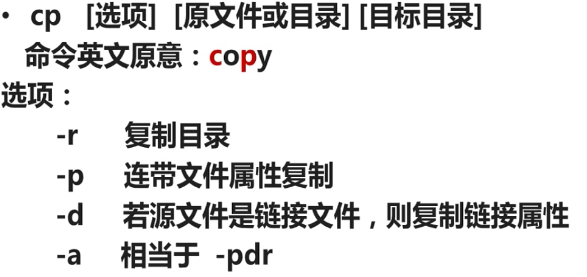 • cp [选项] [原文件或目录] [目标目录]
命令英文原意：copy
选项：
-r 复制目录
-p 连带文件属性复制
-d 若源文件是链接文件，则复制链接属性
-a 相当于 -pdr